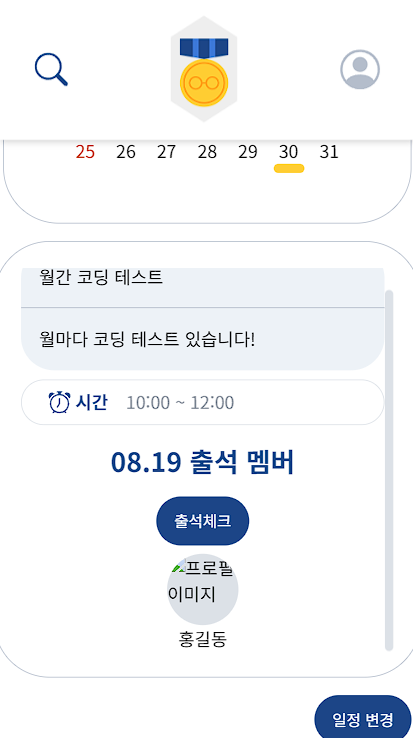 25 26 27 28 29 30 31
월간 코딩 테스트
월마다 코딩 테스트 있습니다!
시간 10:00 ~ 12:00
08.19 출석 멤버
출석체크
프로필
이미지
홍길동
일정 변경